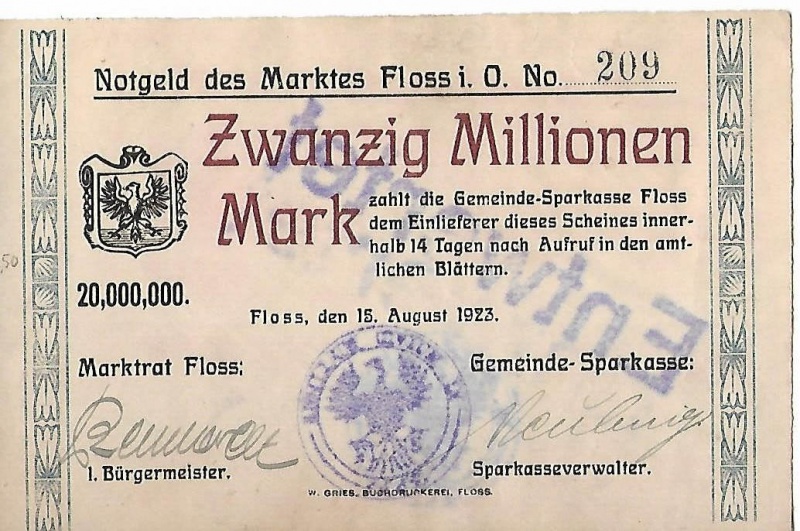 Notgeld des Marktes Floss i. O. No. 209
Zwanzig Millionen
Mark
zahlt die Gemeinde-Sparkasse Floss
dem Einlieferer dieses Scheines inner-
halb 14 Tagen nach Aufruf in den amt-
lichen Blättern.
20,000,000.
Floss, den 15. August 1923.
Entwertet
Marktrat Floss:
Gemeinde-Sparkasse:
1. Bürgermeister.
Sparkasseverwalter.
W. GRIES, BUCHDRUCKEREI, FLOSS.
50